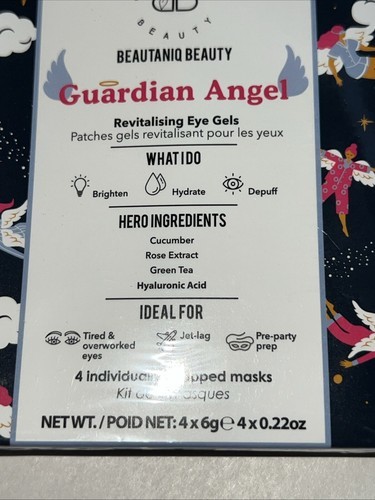 BEAUTY
BEAUTANIQ BEAUTY
Guardian Angel
Revitalising Eye Gels
Patches gels revitalisant pour les yeux
WHAT I DO
Brighten
Hydrate
Depuff
HERO INGREDIENTS
Cucumber
Rose Extract
Green Tea
Hyaluronic Acid
IDEAL FOR
Tired &
overworked
eyes
Jet-lag
Pre-party
prep
4 individually wrapped masks
Kit de masques
NET WT. / POID NET: 4 x 6g ℮ 4 x 0.22oz